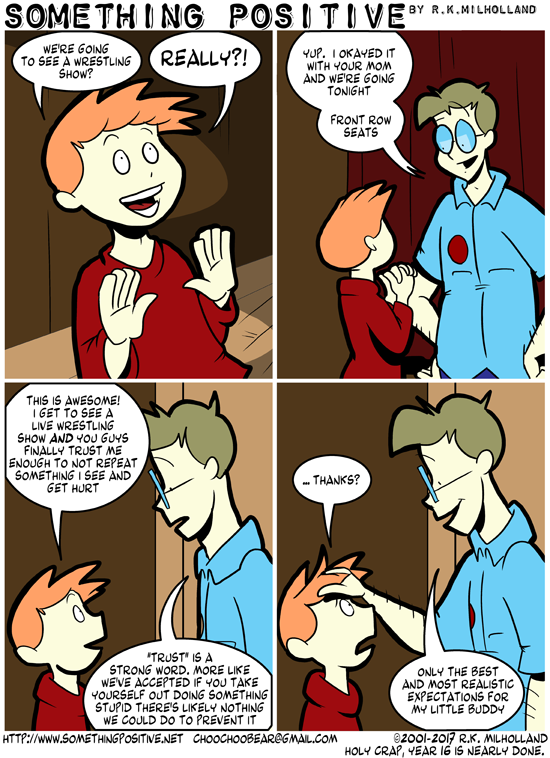 SOMETHING POSITIVE BY R.K.MILHOLLAND
WE'RE GOING
TO SEE A WRESTLING
SHOW?
REALLY?!
YUP. I OKAYED IT
WITH YOUR MOM
AND WE'RE GOING
TONIGHT
FRONT ROW
SEATS
THIS IS AWESOME!
I GET TO SEE A
LIVE WRESTLING
SHOW AND YOU GUYS
FINALLY TRUST ME
ENOUGH TO NOT REPEAT
SOMETHING I SEE AND
GET HURT
"TRUST" IS A
STRONG WORD. MORE LIKE
WE'VE ACCEPTED IF YOU TAKE
YOURSELF OUT DOING SOMETHING
STUPID THERE'S LIKELY NOTHING
WE COULD DO TO PREVENT IT
... THANKS?
ONLY THE BEST
AND MOST REALISTIC
EXPECTATIONS FOR
MY LITTLE BUDDY
HTTP://WWW.SOMETHINGPOSITIVE.NET CHOOCHOOBEAR@GMAIL.COM ©2001-2017 R.K. MILHOLLAND
HOLY CRAP, YEAR 16 IS NEARLY DONE.